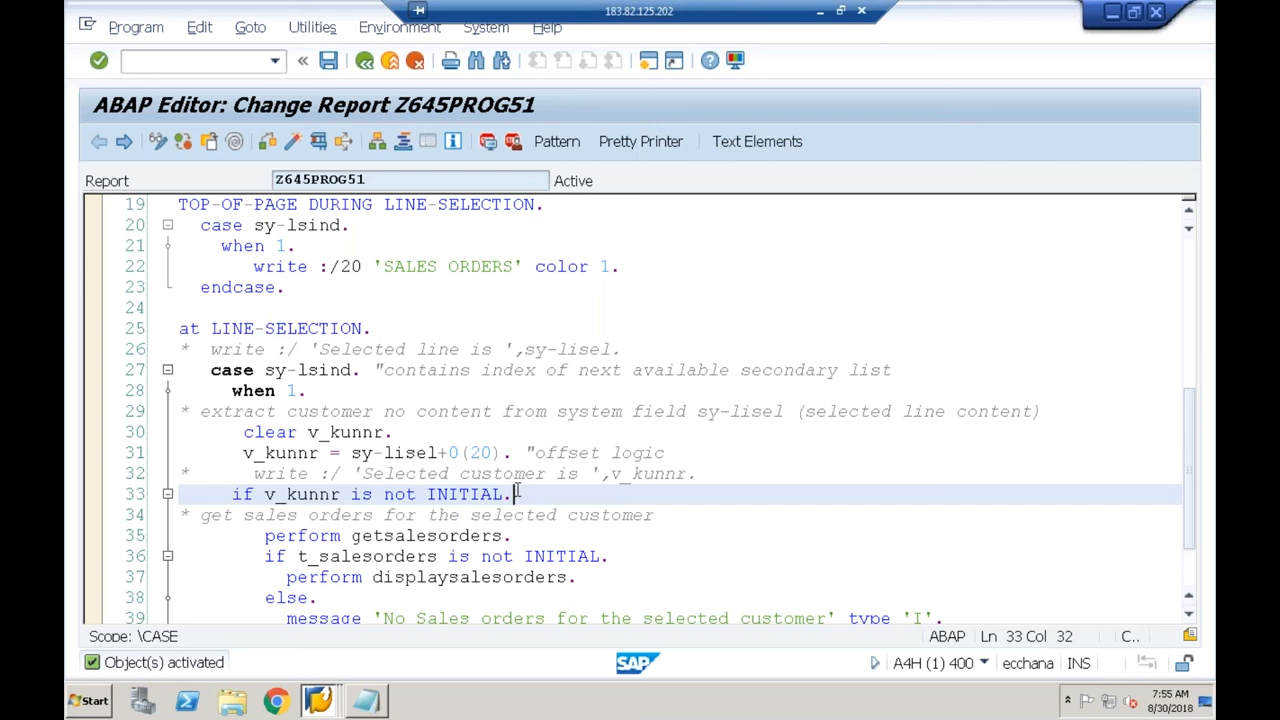 183.82.125.202
Program Edit Goto Utilities Environment System Help
ABAP Editor: Change Report Z645PROG51
Pattern Pretty Printer Text Elements
Report Z645PROG51 Active
19 TOP-OF-PAGE DURING LINE-SELECTION.
20 case sy-lsind.
21 when 1.
22 write :/20 'SALES ORDERS' color 1.
23 endcase.
24
25 at LINE-SELECTION.
26 * write :/ 'Selected line is ',sy-lisel.
27 case sy-lsind. "contains index of next available secondary list
28 when 1.
29 * extract customer no content from system field sy-lisel (selected line content)
30 clear v_kunnr.
31 v_kunnr = sy-lisel+0(20). "offset logic
32 * write :/ 'Selected customer is ',v_kunnr.
33 if v_kunnr is not INITIAL.
34 * get sales orders for the selected customer
35 perform getsalesorders.
36 if t_salesorders is not INITIAL.
37 perform displaysalesorders.
38 else.
39 message 'No Sales orders for the selected customer' type 'I'.
Scope: \CASE ABAP Ln 33 Col 32 C..
Object(s) activated SAP A4H (1) 400 ecchana INS
Start 7:55 AM
8/30/2018